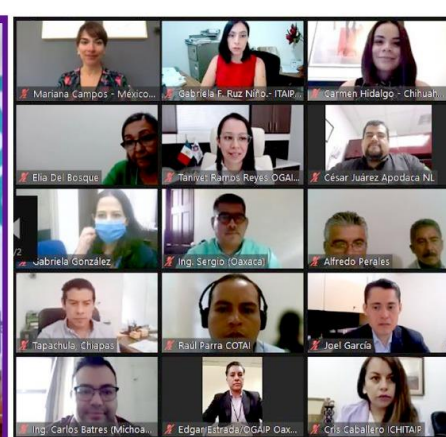 Mariana Campos - México...
Gabriela F. Ruz Niño.- ITAIP...
Carmen Hidalgo - Chihuah...
Elia Del Bosque
Tanivet Ramos Reyes OGAI...
César Juárez Apodaca NL
/2
Gabriela González
Ing. Sergio (Oaxaca)
Alfredo Perales
Tapachula, Chiapas
Raúl Parra COTAI
Joel García
Ing. Carlos Batres (Michoa...
Edgar Estrada/OGAIP Oax...
Cris Caballero ICHITAIP